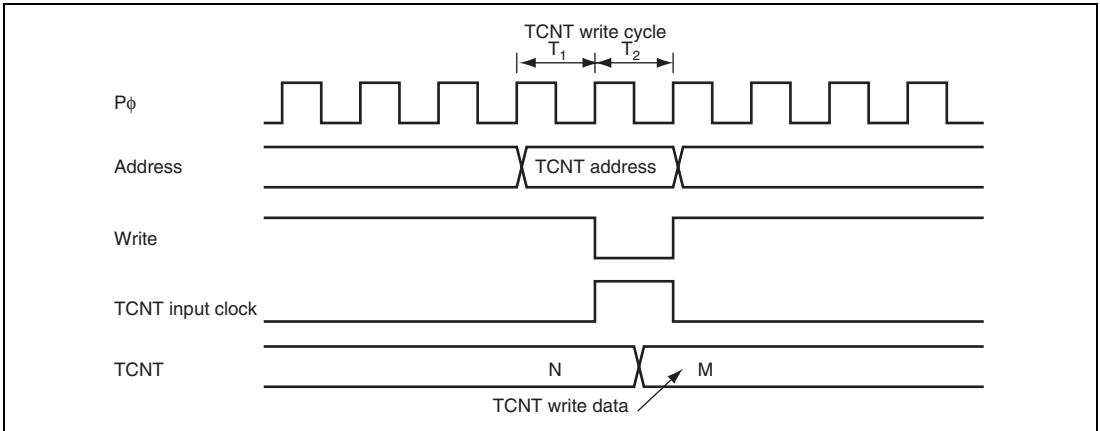 TCNT write cycle
T1 T2
Pϕ
Address
TCNT address
Write
TCNT input clock
TCNT
N
M
TCNT write data